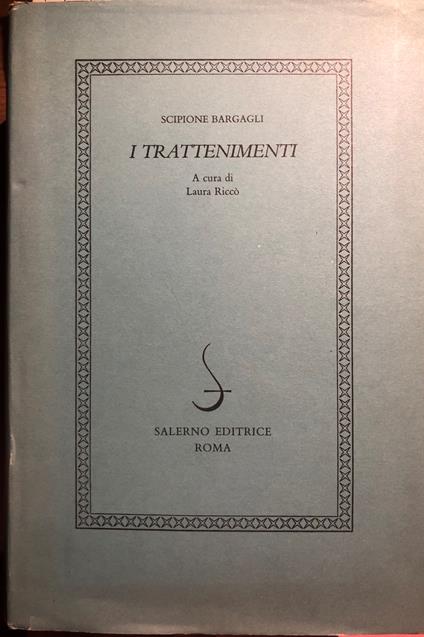 SCIPIONE BARGAGLI
I TRATTENIMENTI
A cura di
Laura Riccò
SALERNO EDITRICE
ROMA